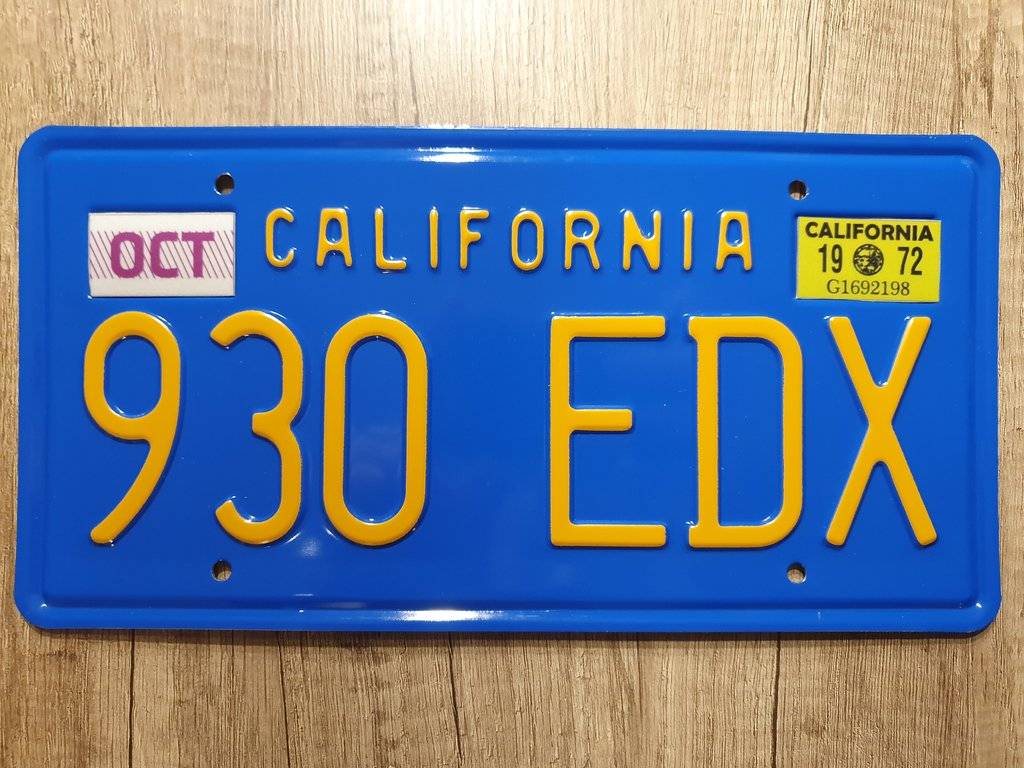 OCT
CALIFORNIA
CALIFORNIA
19 72
G1692198
930 EDX